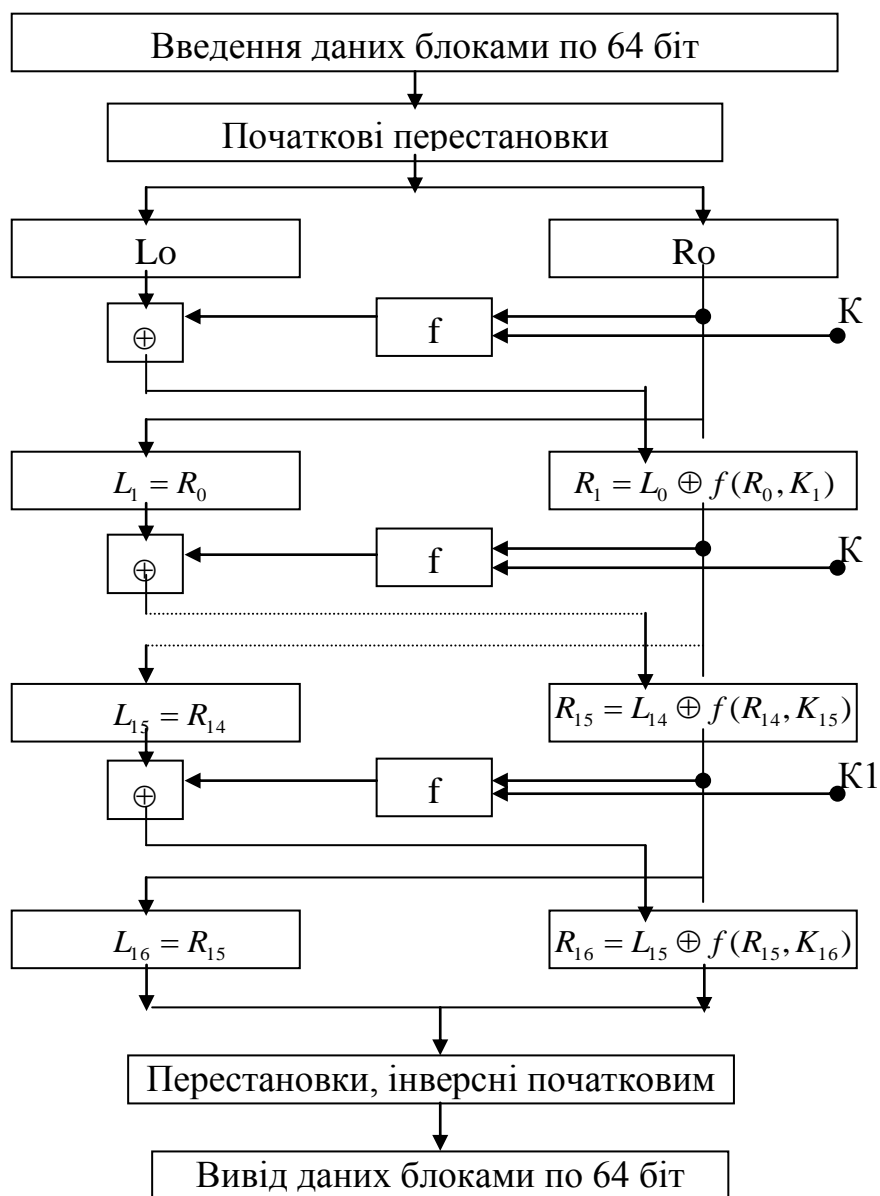 Введення даних блоками по 64 біт
Початкові перестановки
Lo
Ro
⊕
f
К
L₁ = R₀
R₁ = L₀ ⊕ f(R₀, K₁)
⊕
f
К
L₁₅ = R₁₄
R₁₅ = L₁₄ ⊕ f(R₁₄, K₁₅)
⊕
f
К1
L₁₆ = R₁₅
R₁₆ = L₁₅ ⊕ f(R₁₅, K₁₆)
Перестановки, інверсні початковим
Вивід даних блоками по 64 біт